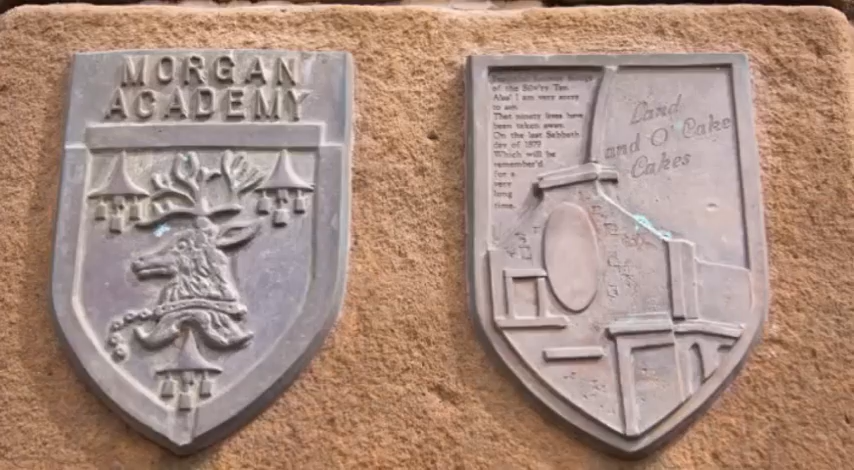 MORGAN
ACADEMY
of the Silv'ry Tay
Alas! I am very sorry
to say
That ninety lives have
been taken away
On the last Sabbath
day of 1879
Which will be
remember'd
for a
very
long
time.
Land
and O' Cake
Cakes